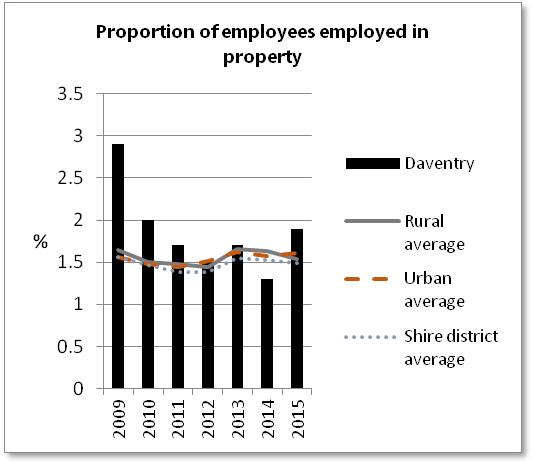 Proportion of employees employed in
property
3.5
3
2.5
2
1.5
1
0.5
0
%
2009
2010
2011
2012
2013
2014
2015
Daventry
Rural
average
Urban
average
Shire district
average